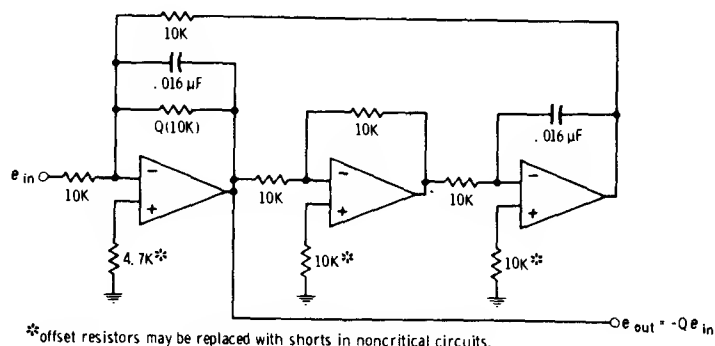 10K
.016 μF
Q(10K)
10K
.016 μF
e in
10K
10K
10K
4.7K*
10K*
10K*
e out = -Qe in
*offset resistors may be replaced with shorts in noncritical circuits.